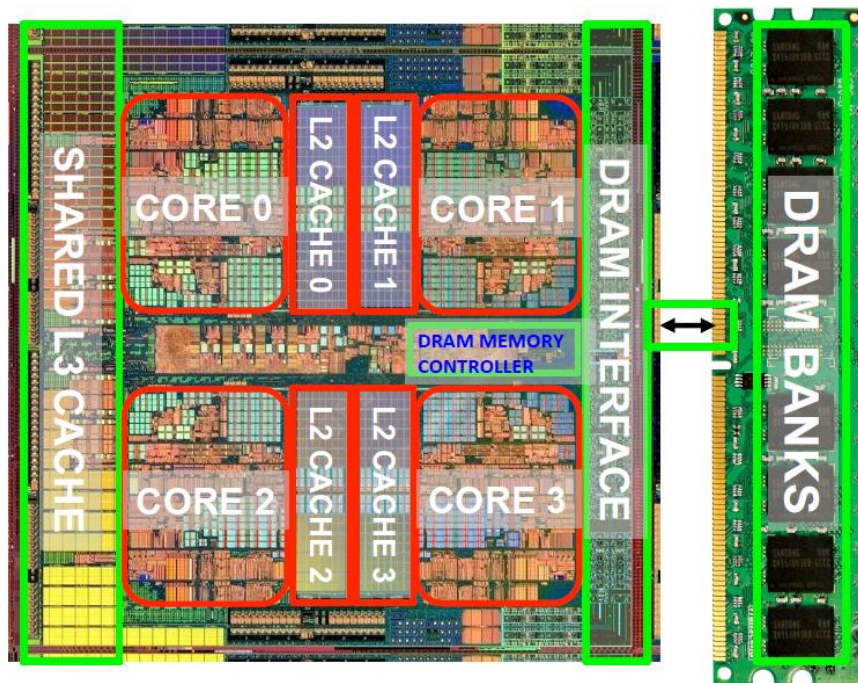 SHARED L3 CACHE
CORE 0
L2 CACHE 0
L2 CACHE 1
CORE 1
DRAM INTERFACE
DRAM MEMORY
CONTROLLER
CORE 2
L2 CACHE 2
L2 CACHE 3
CORE 3
DRAM BANKS